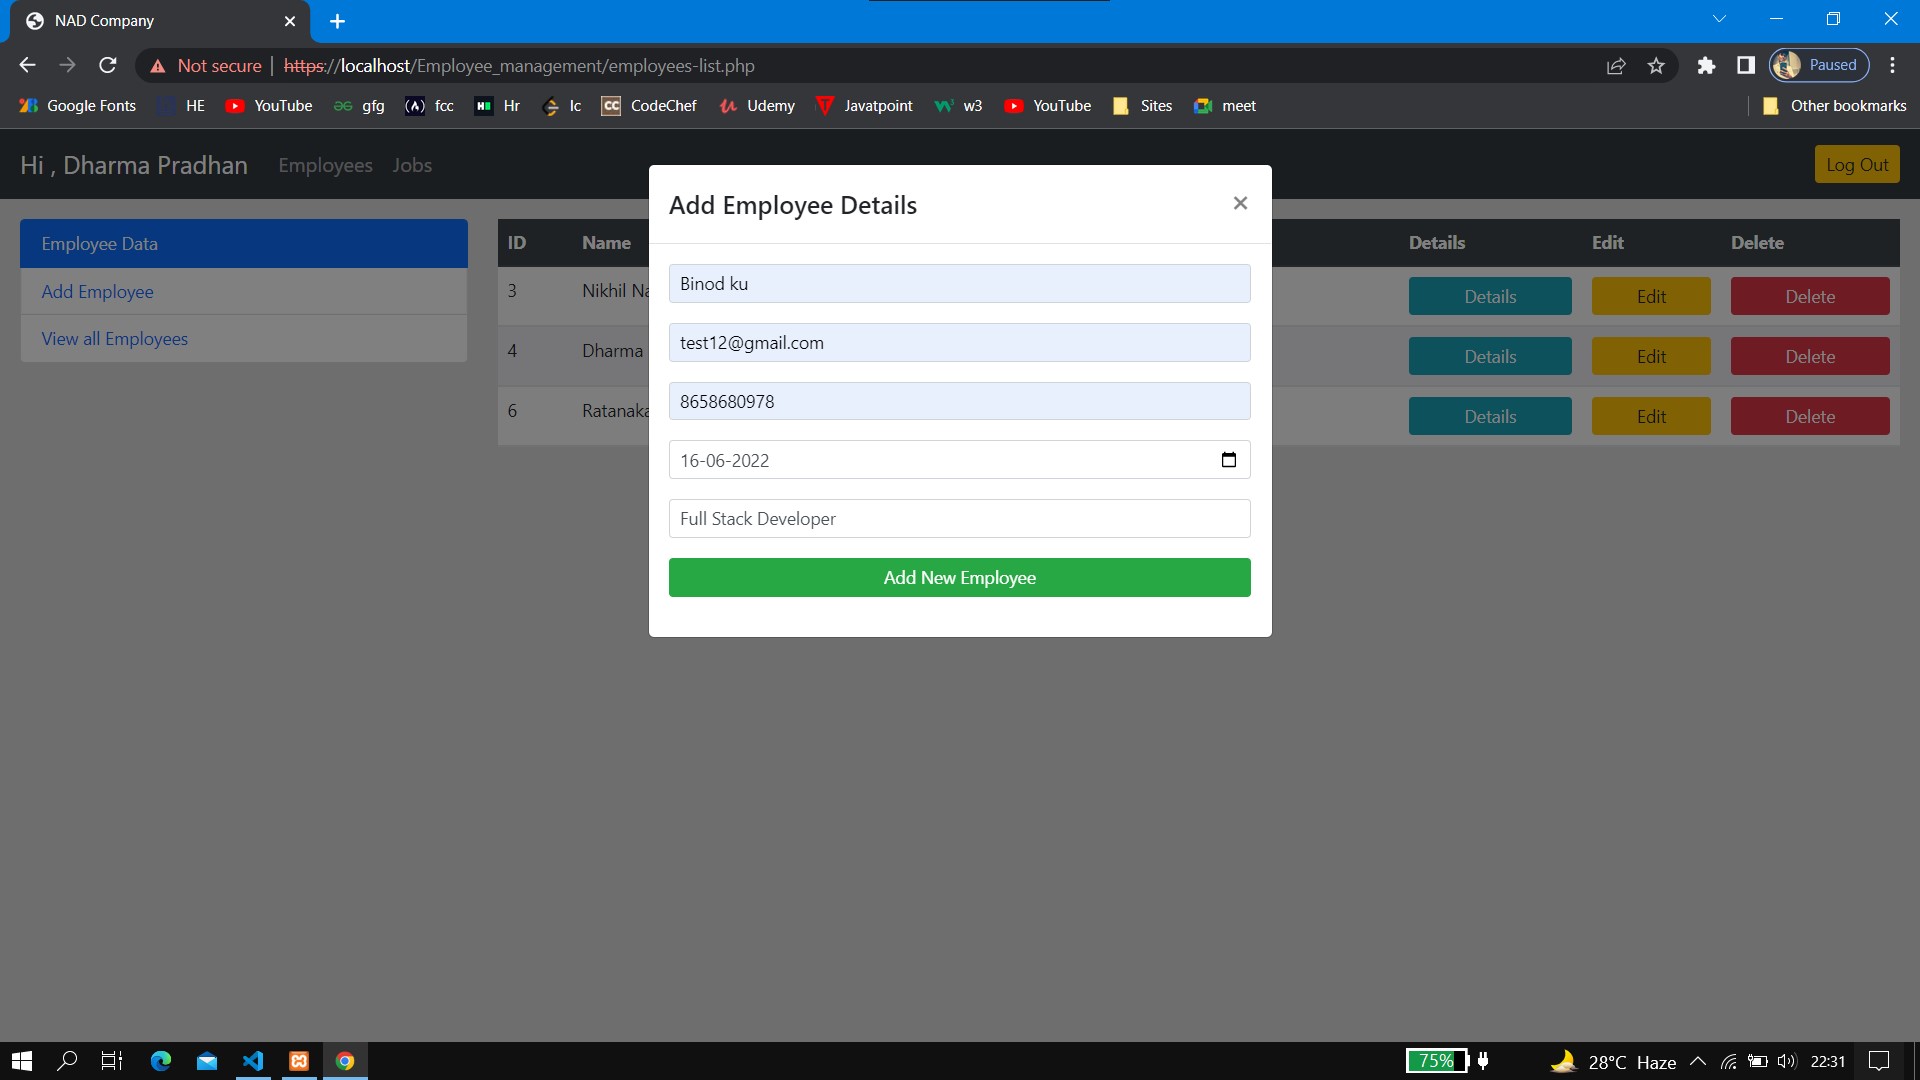 NAD Company
Not secure | https://localhost/Employee_management/employees-list.php
Paused
Google Fonts HE YouTube gfg fcc Hr lc CodeChef Udemy Javatpoint w3 YouTube Sites meet Other bookmarks
Hi , Dharma Pradhan Employees Jobs Log Out
Employee Data
Add Employee
View all Employees
ID Name Details Edit Delete
3 Nikhil Na Details Edit Delete
4 Dharma Details Edit Delete
6 Ratanaka Details Edit Delete
Add Employee Details
Binod ku
test12@gmail.com
8658680978
16-06-2022
Full Stack Developer
Add New Employee
75% 28°C Haze 22:31